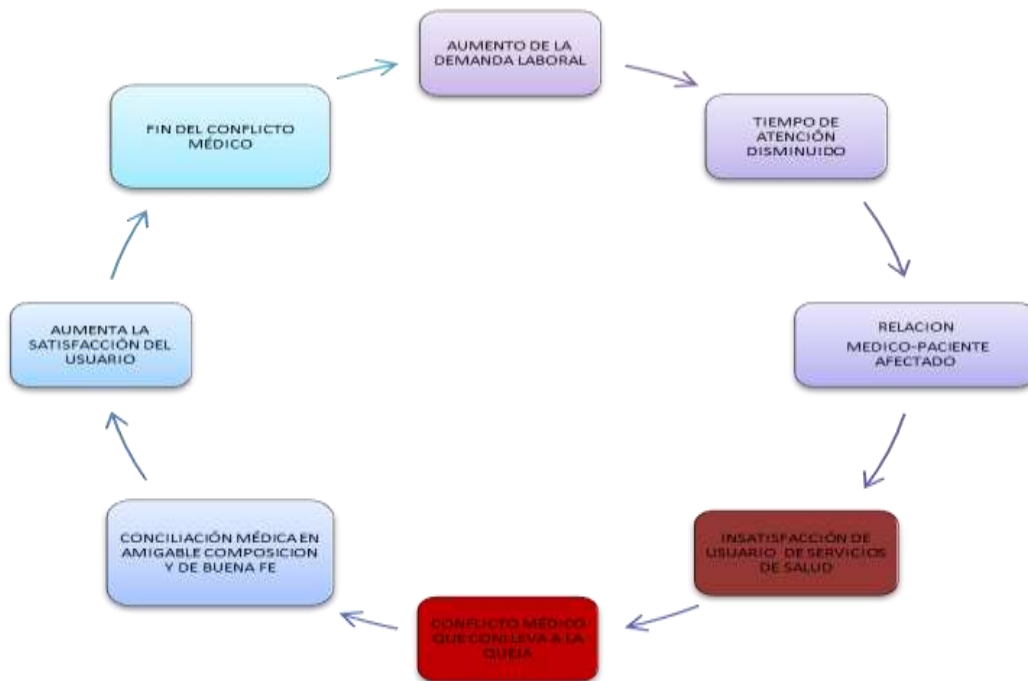 AUMENTO DE LA
DEMANDA LABORAL
TIEMPO DE
ATENCIÓN
DISMINUIDO
RELACION
MEDICO-PACIENTE
AFECTADO
INSATISFACCIÓN DE
USUARIO DE SERVICIOS
DE SALUD
CONFLICTO MÉDICO
QUE CONLLEVA A LA
QUEJA
CONCILIACIÓN MÉDICA EN
AMIGABLE COMPOSICION
Y DE BUENA FE
AUMENTA LA
SATISFACCIÓN DEL
USUARIO
FIN DEL CONFLICTO
MÉDICO